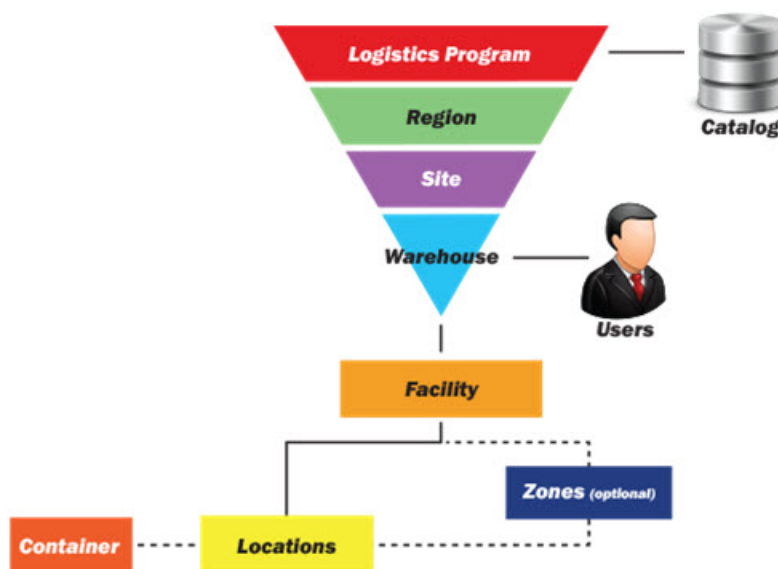 Logistics Program
Catalog
Region
Site
Warehouse
Users
Facility
Zones (optional)
Container
Locations